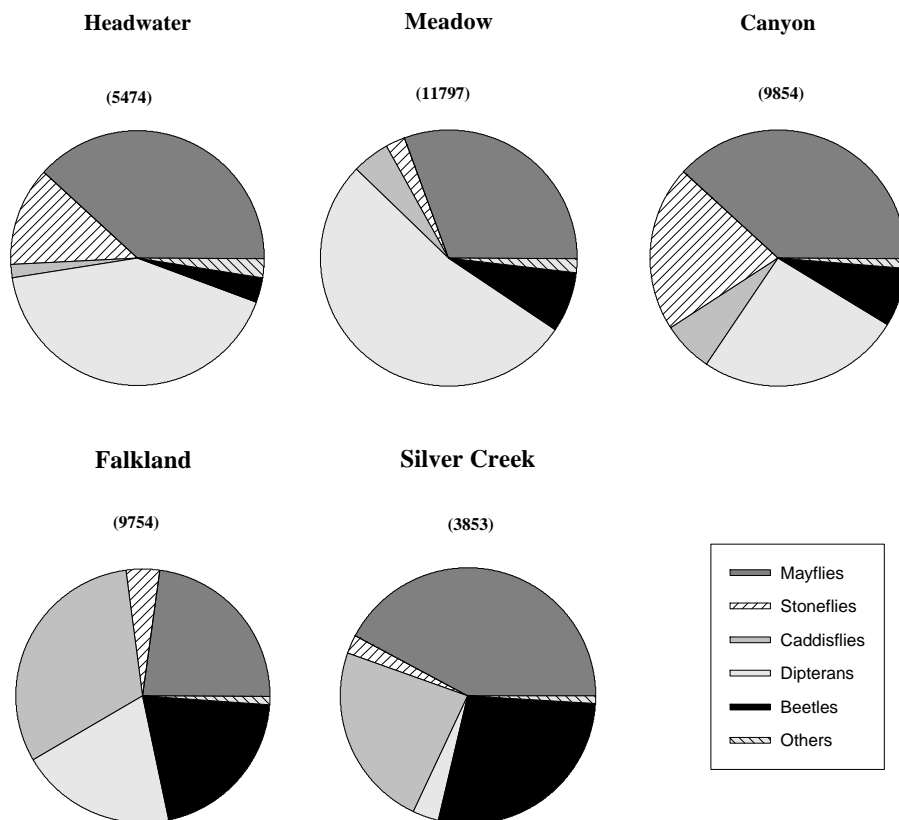 Headwater
(5474)
Meadow
(11797)
Canyon
(9854)
Falkland
(9754)
Silver Creek
(3853)
Mayflies
Stoneflies
Caddisflies
Dipterans
Beetles
Others